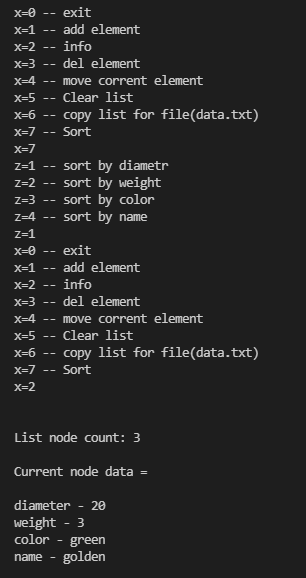 x=0 -- exit
x=1 -- add element
x=2 -- info
x=3 -- del element
x=4 -- move corrent element
x=5 -- Clear list
x=6 -- copy list for file(data.txt)
x=7 -- Sort
x=7
z=1 -- sort by diametr
z=2 -- sort by weight
z=3 -- sort by color
z=4 -- sort by name
z=1
x=0 -- exit
x=1 -- add element
x=2 -- info
x=3 -- del element
x=4 -- move corrent element
x=5 -- Clear list
x=6 -- copy list for file(data.txt)
x=7 -- Sort
x=2
List node count: 3
Current node data =
diameter - 20
weight - 3
color - green
name - golden